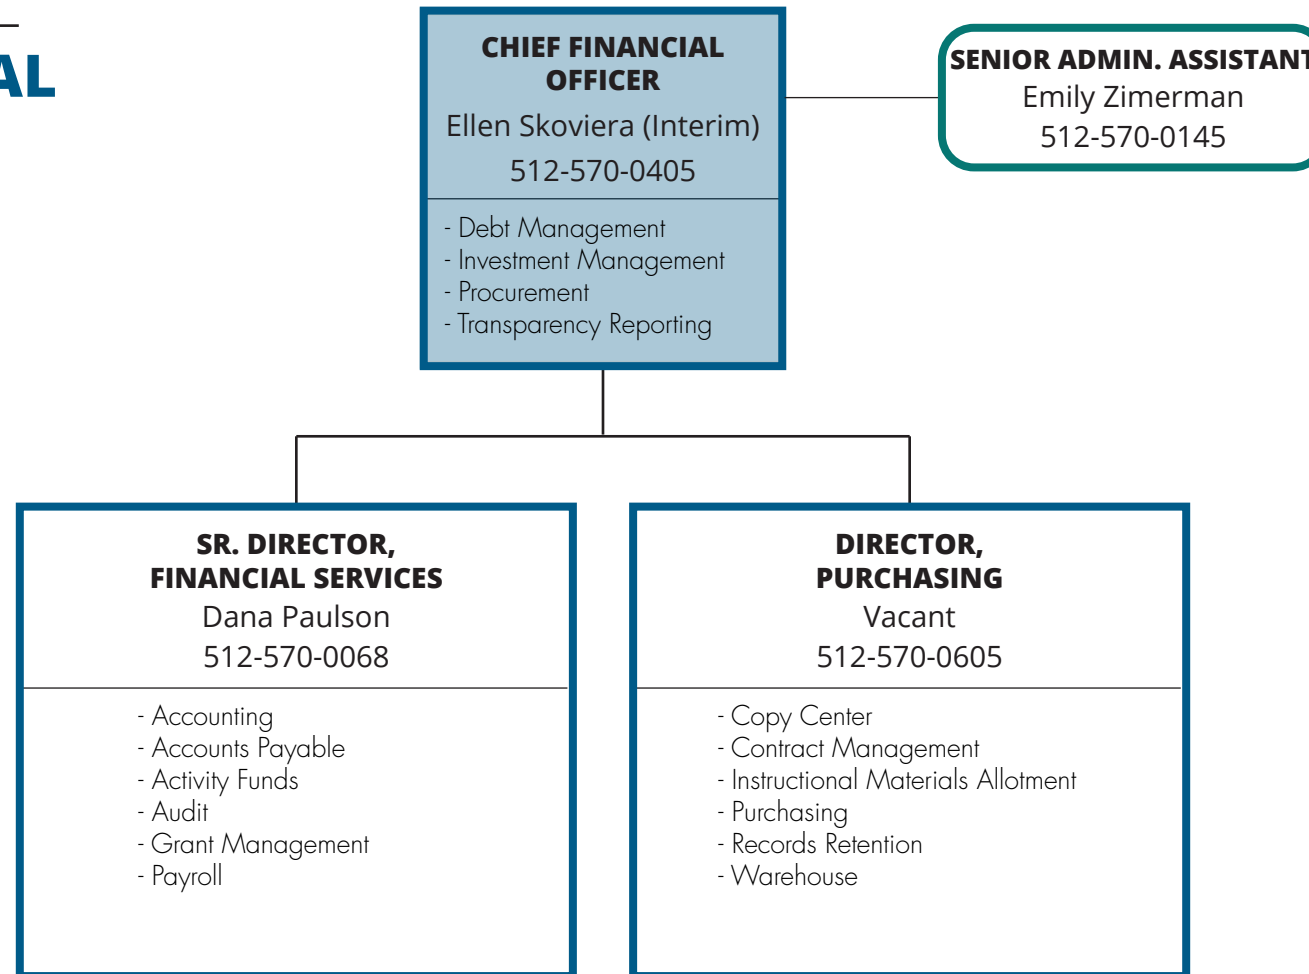 AL
CHIEF FINANCIAL
OFFICER
Ellen Skoviera (Interim)
512-570-0405
- Debt Management
- Investment Management
- Procurement
- Transparency Reporting
SENIOR ADMIN. ASSISTANT
Emily Zimerman
512-570-0145
SR. DIRECTOR,
FINANCIAL SERVICES
Dana Paulson
512-570-0068
- Accounting
- Accounts Payable
- Activity Funds
- Audit
- Grant Management
- Payroll
DIRECTOR,
PURCHASING
Vacant
512-570-0605
- Copy Center
- Contract Management
- Instructional Materials Allotment
- Purchasing
- Records Retention
- Warehouse